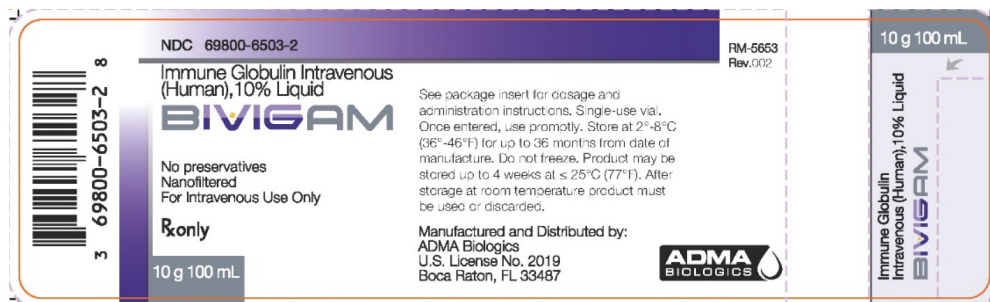 3 69800-6503-2 8
NDC 69800-6503-2
Immune Globulin Intravenous
(Human),10% Liquid
BIVIGAM
No preservatives
Nanofiltered
For Intravenous Use Only
Rx only
10 g 100 mL
See package insert for dosage and
administration instructions. Single-use vial.
Once entered, use promptly. Store at 2°-8°C
(36°-46°F) for up to 36 months from date of
manufacture. Do not freeze. Product may be
stored up to 4 weeks at ≤ 25°C (77°F). After
storage at room temperature product must
be used or discarded.
Manufactured and Distributed by:
ADMA Biologics
U.S. License No. 2019
Boca Raton, FL 33487
ADMA
BIOLOGICS
RM-5653
Rev.002
10 g 100 mL
Immune Globulin
Intravenous (Human),10% Liquid
BIVIGAM